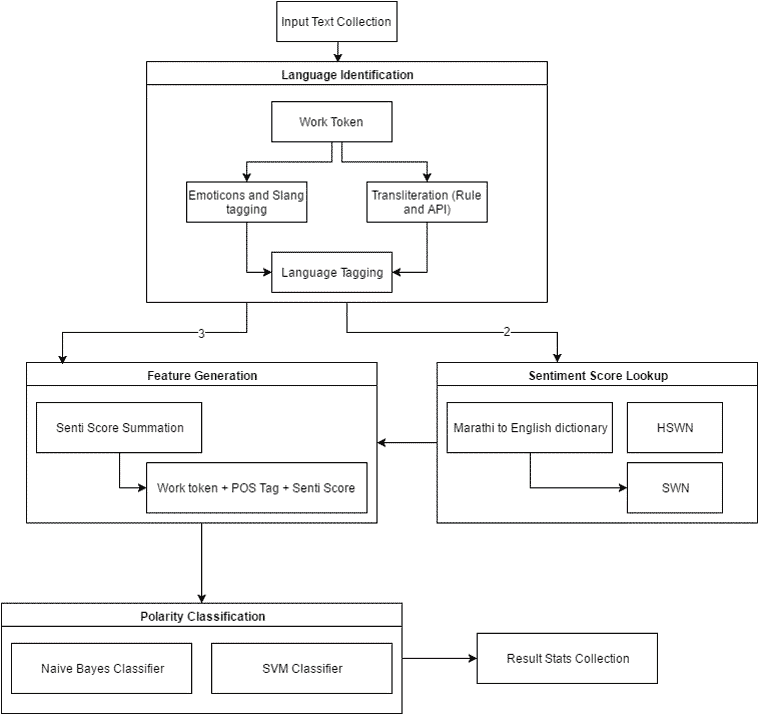 Input Text Collection
Language Identification
Work Token
Emoticons and Slang
tagging
Transliteration (Rule
and API)
Language Tagging
3
2
Feature Generation
Senti Score Summation
Work token + POS Tag + Senti Score
Sentiment Score Lookup
Marathi to English dictionary
HSWN
SWN
Polarity Classification
Naive Bayes Classifier
SVM Classifier
Result Stats Collection